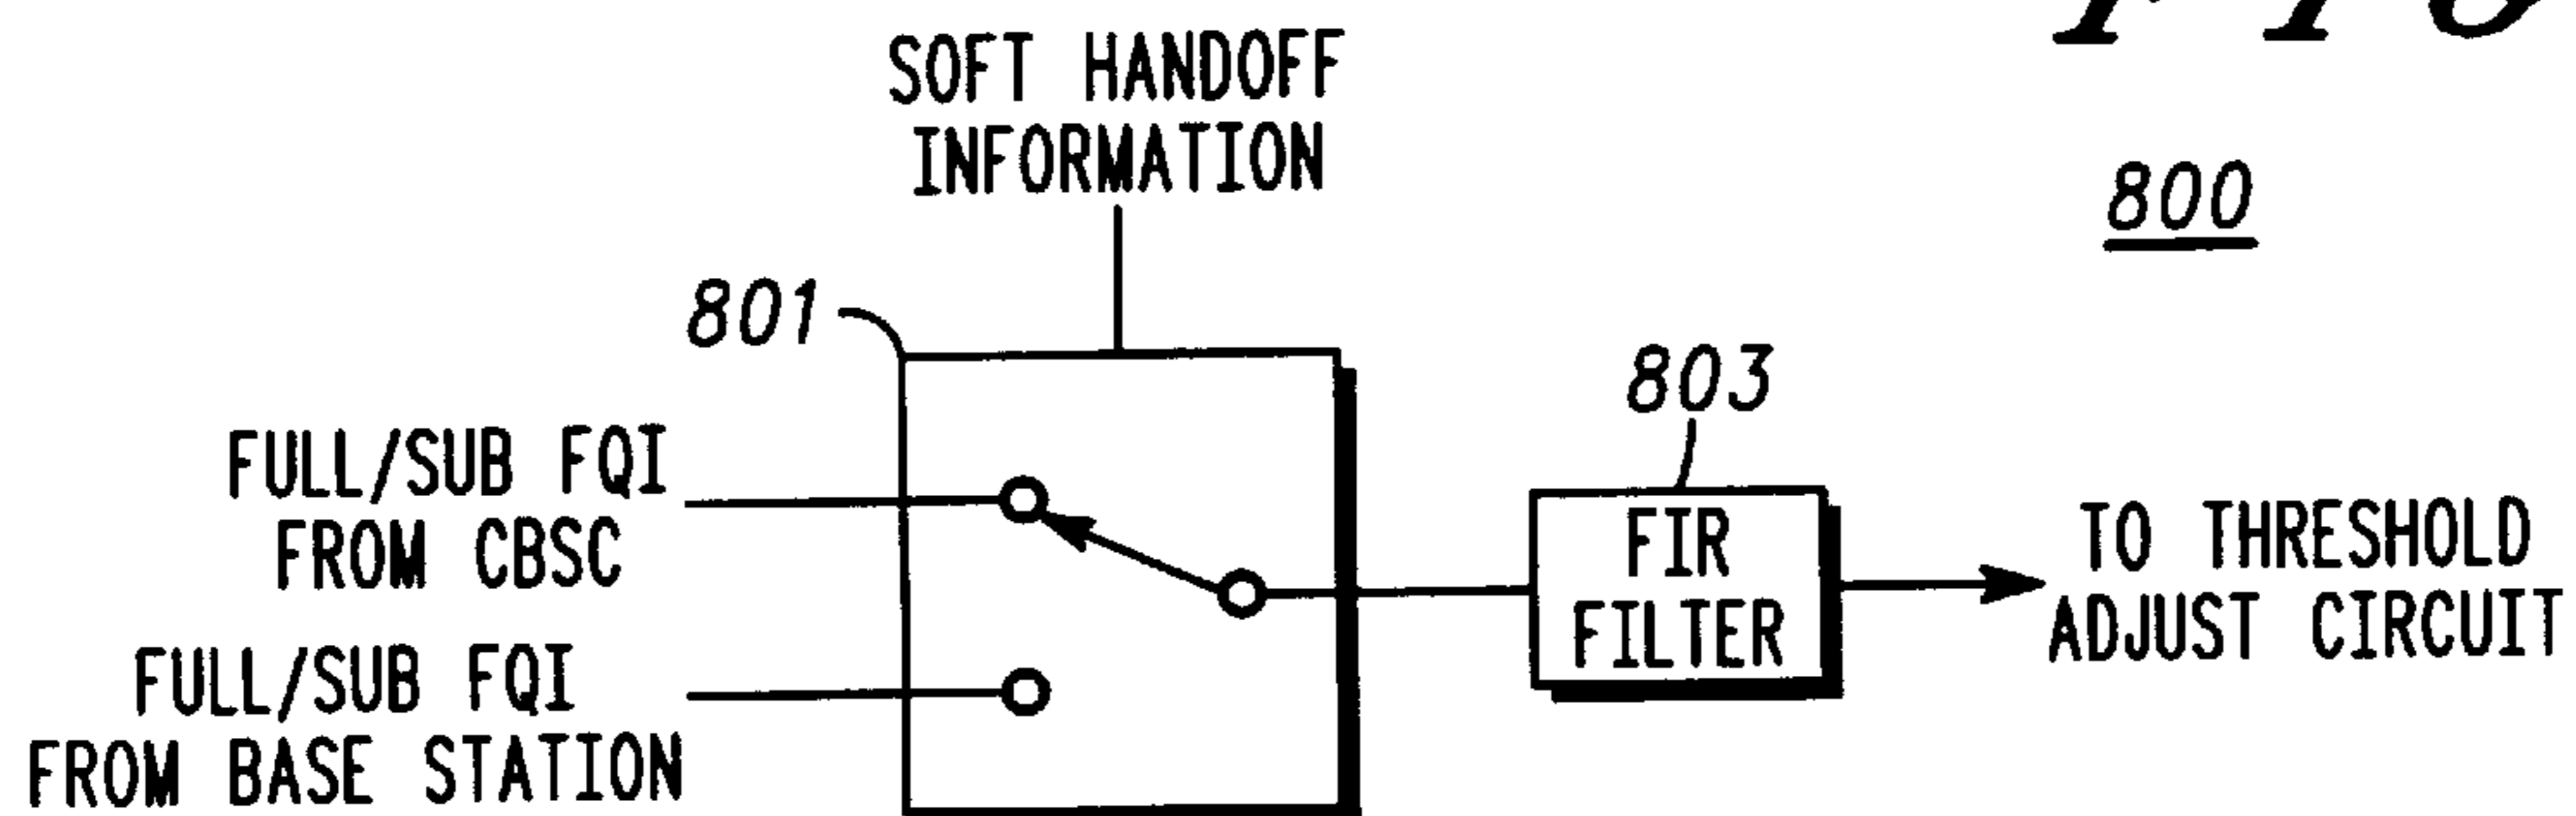 SOFT HANDOFF
INFORMATION
800
801
803
FULL/SUB FQI
FROM CBSC
FIR
FILTER
TO THRESHOLD
ADJUST CIRCUIT
FULL/SUB FQI
FROM BASE STATION